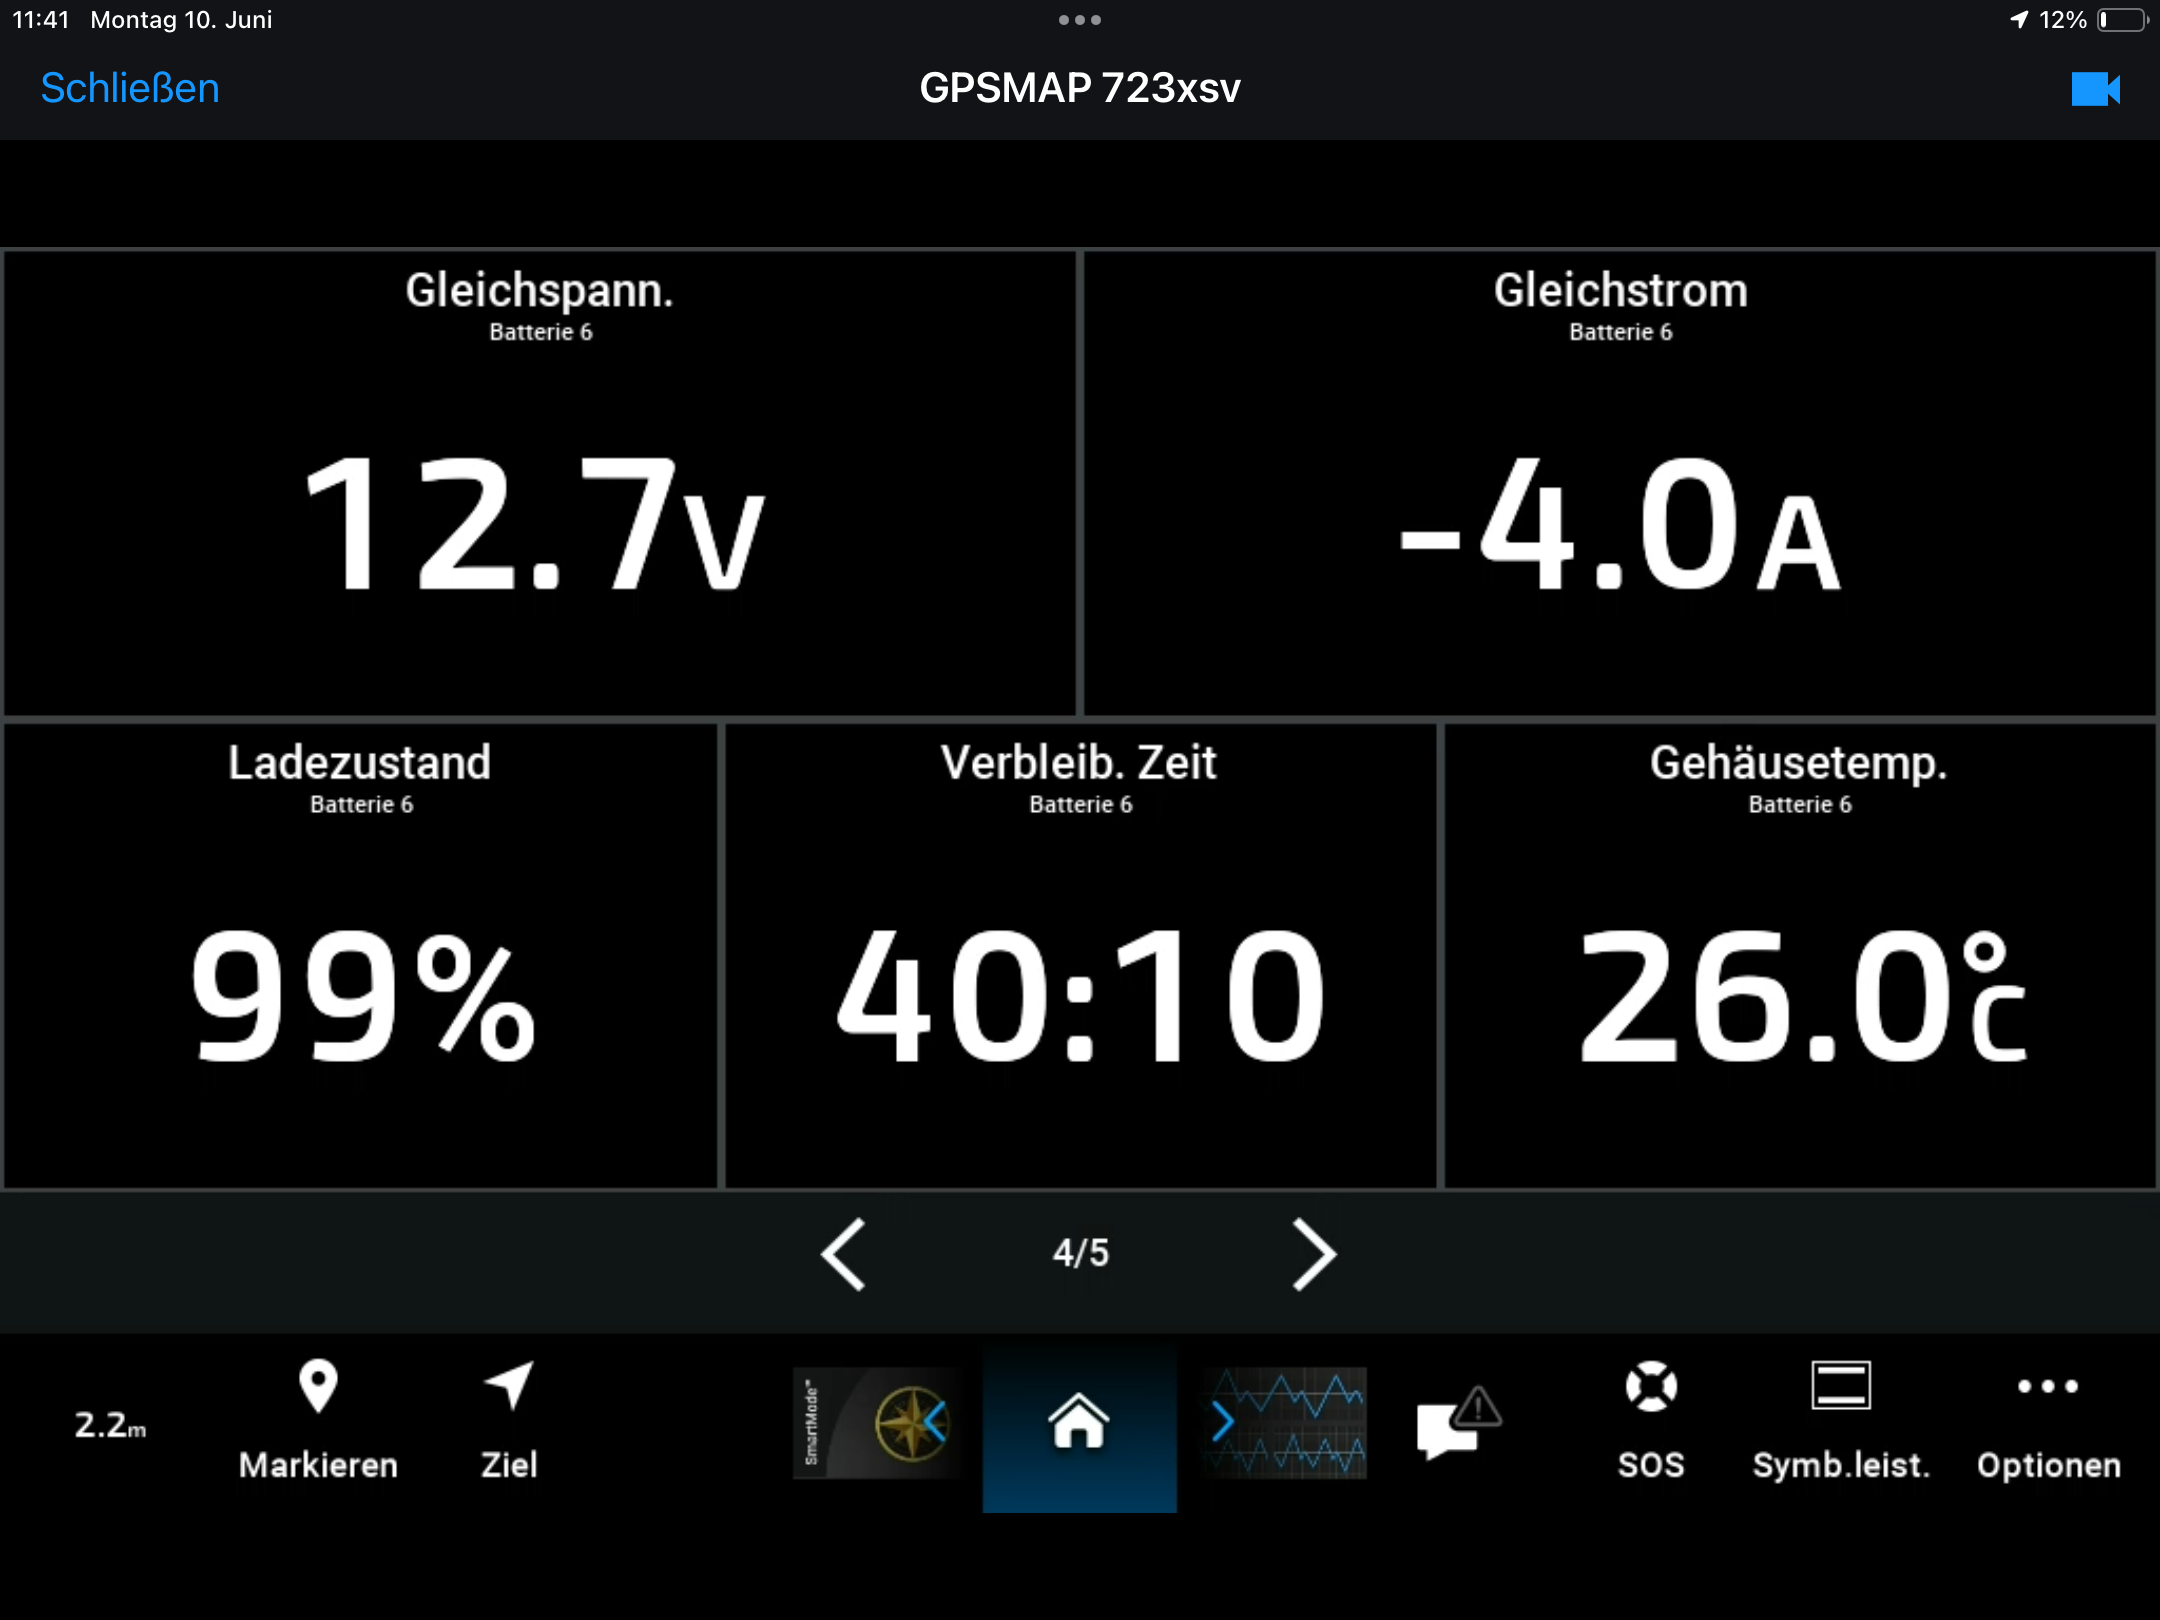 11:41 Montag 10. Juni
12%
Schließen
GPSMAP 723xsv
Gleichspann.
Batterie 6
12.7V
Gleichstrom
Batterie 6
-4.0A
Ladezustand
Batterie 6
99%
Verbleib. Zeit
Batterie 6
40:10
Gehäusetemp.
Batterie 6
26.0°C
4/5
2.2m
Markieren
Ziel
SmartMode™
SOS
Symb.leist.
Optionen